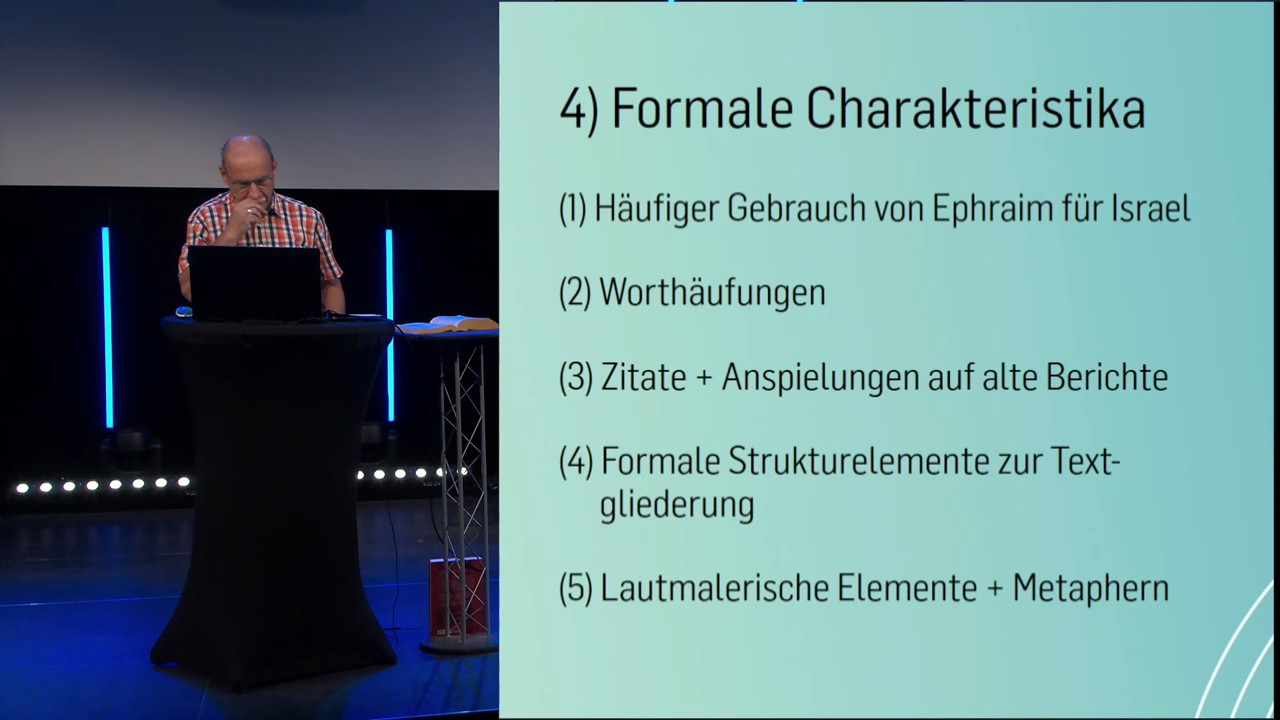 4) Formale Charakteristika
(1) Häufiger Gebrauch von Ephraim für Israel
(2) Worthäufungen
(3) Zitate + Anspielungen auf alte Berichte
(4) Formale Strukturelemente zur Text-
gliederung
(5) Lautmalerische Elemente + Metaphern